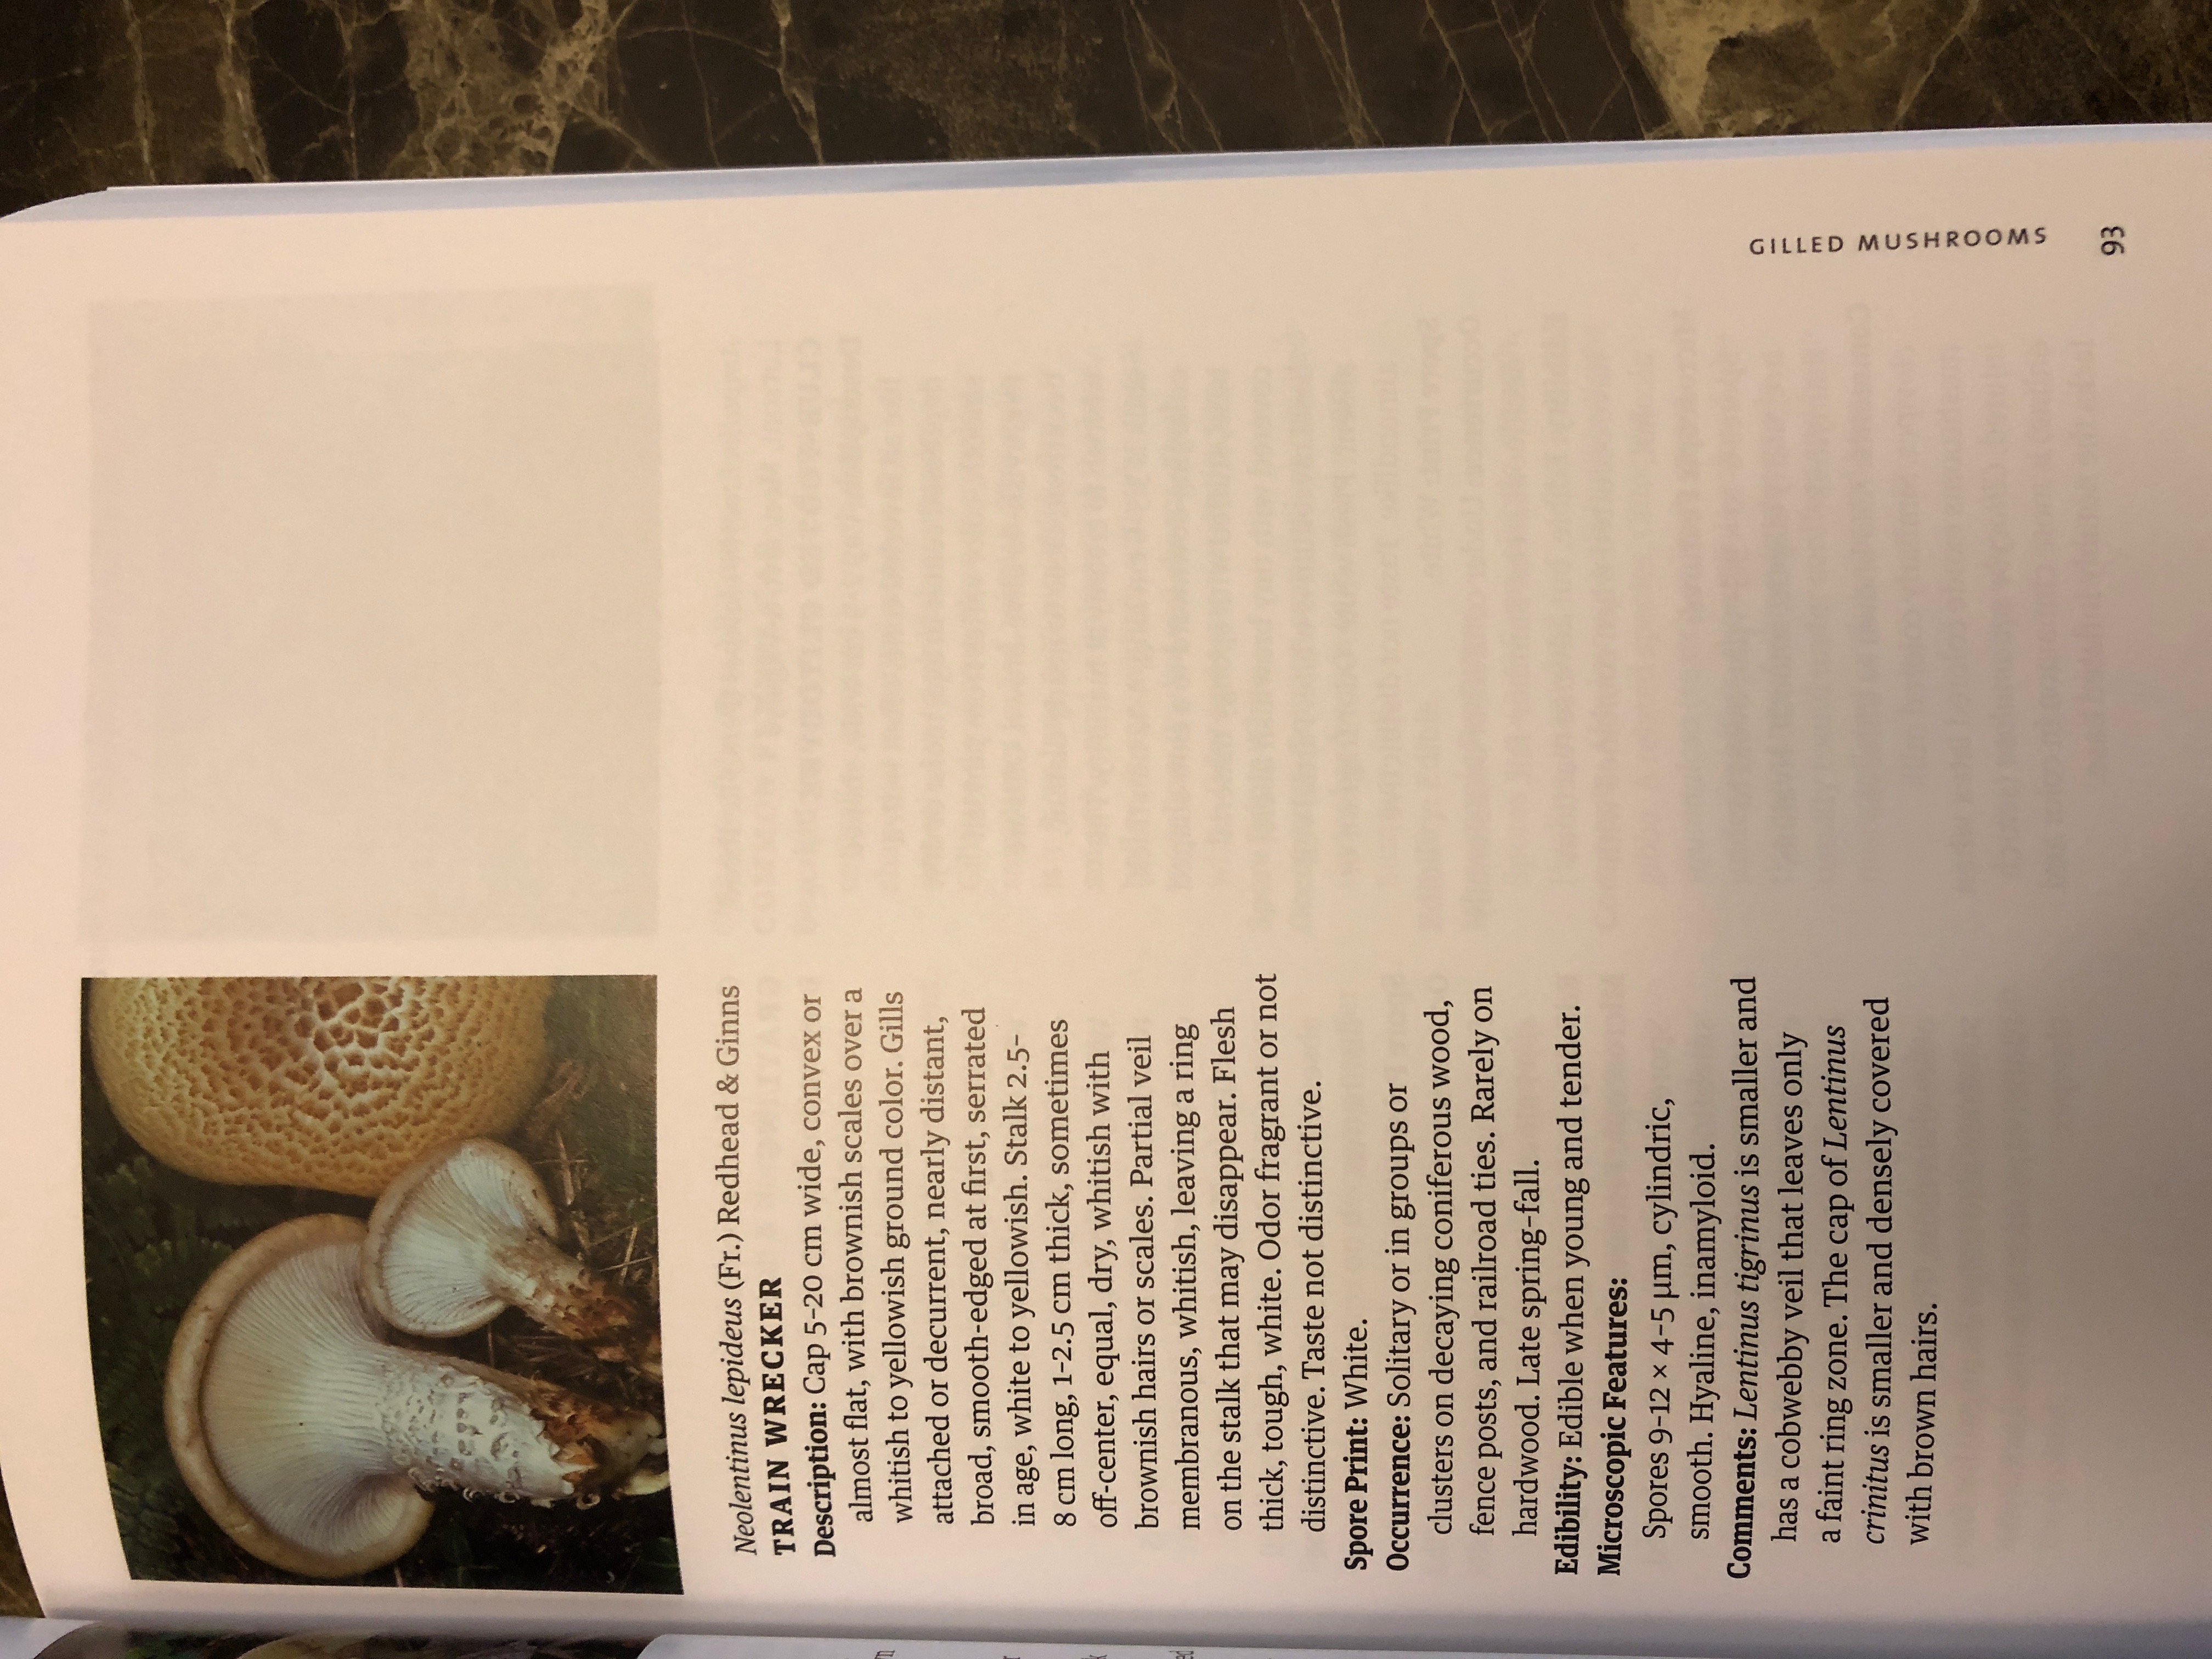 Neolentinus lepideus (Fr.) Redhead & Ginns
TRAIN WRECKER
Description: Cap 5–20 cm wide, convex or
almost flat, with brownish scales over a
whitish to yellowish ground color. Gills
attached or decurrent, nearly distant,
broad, smooth-edged at first, serrated
in age, white to yellowish. Stalk 2.5–
8 cm long, 1–2.5 cm thick, sometimes
off-center, equal, dry, whitish with
brownish hairs or scales. Partial veil
membranous, whitish, leaving a ring
on the stalk that may disappear. Flesh
thick, tough, white. Odor fragrant or not
distinctive. Taste not distinctive.
Spore Print: White.
Occurrence: Solitary or in groups or
clusters on decaying coniferous wood,
fence posts, and railroad ties. Rarely on
hardwood. Late spring–fall.
Edibility: Edible when young and tender.
Microscopic Features:
Spores 9–12 × 4–5 µm, cylindric,
smooth. Hyaline, inamyloid.
Comments: Lentinus tigrinus is smaller and
has a cobwebby veil that leaves only
a faint ring zone. The cap of Lentinus
crinitus is smaller and densely covered
with brown hairs.
GILLED MUSHROOMS
93